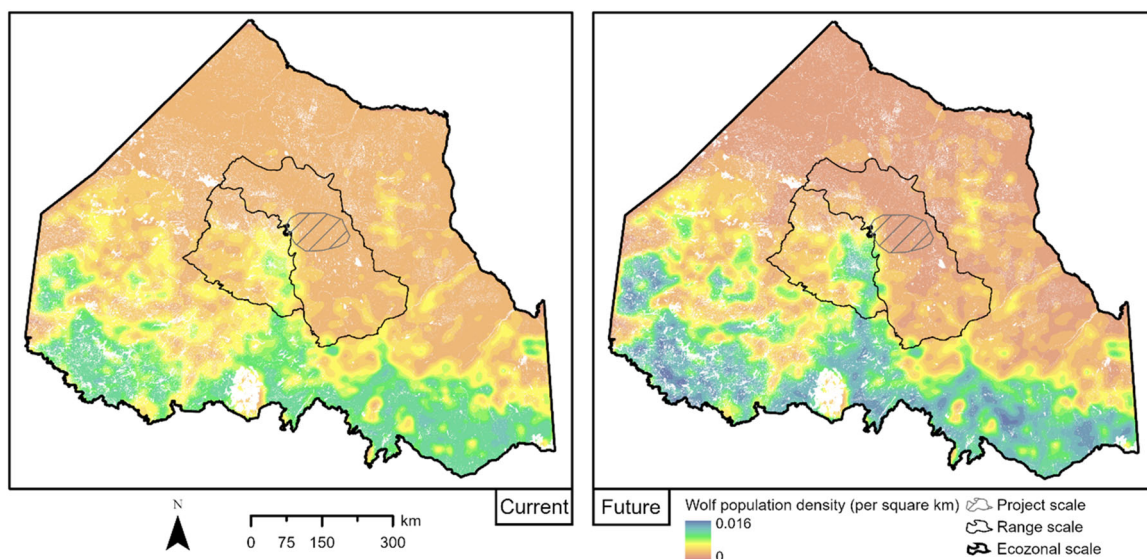 Current
Future
N
0 75 150 300 km
Wolf population density (per square km)
0.016
0
Project scale
Range scale
Ecozonal scale